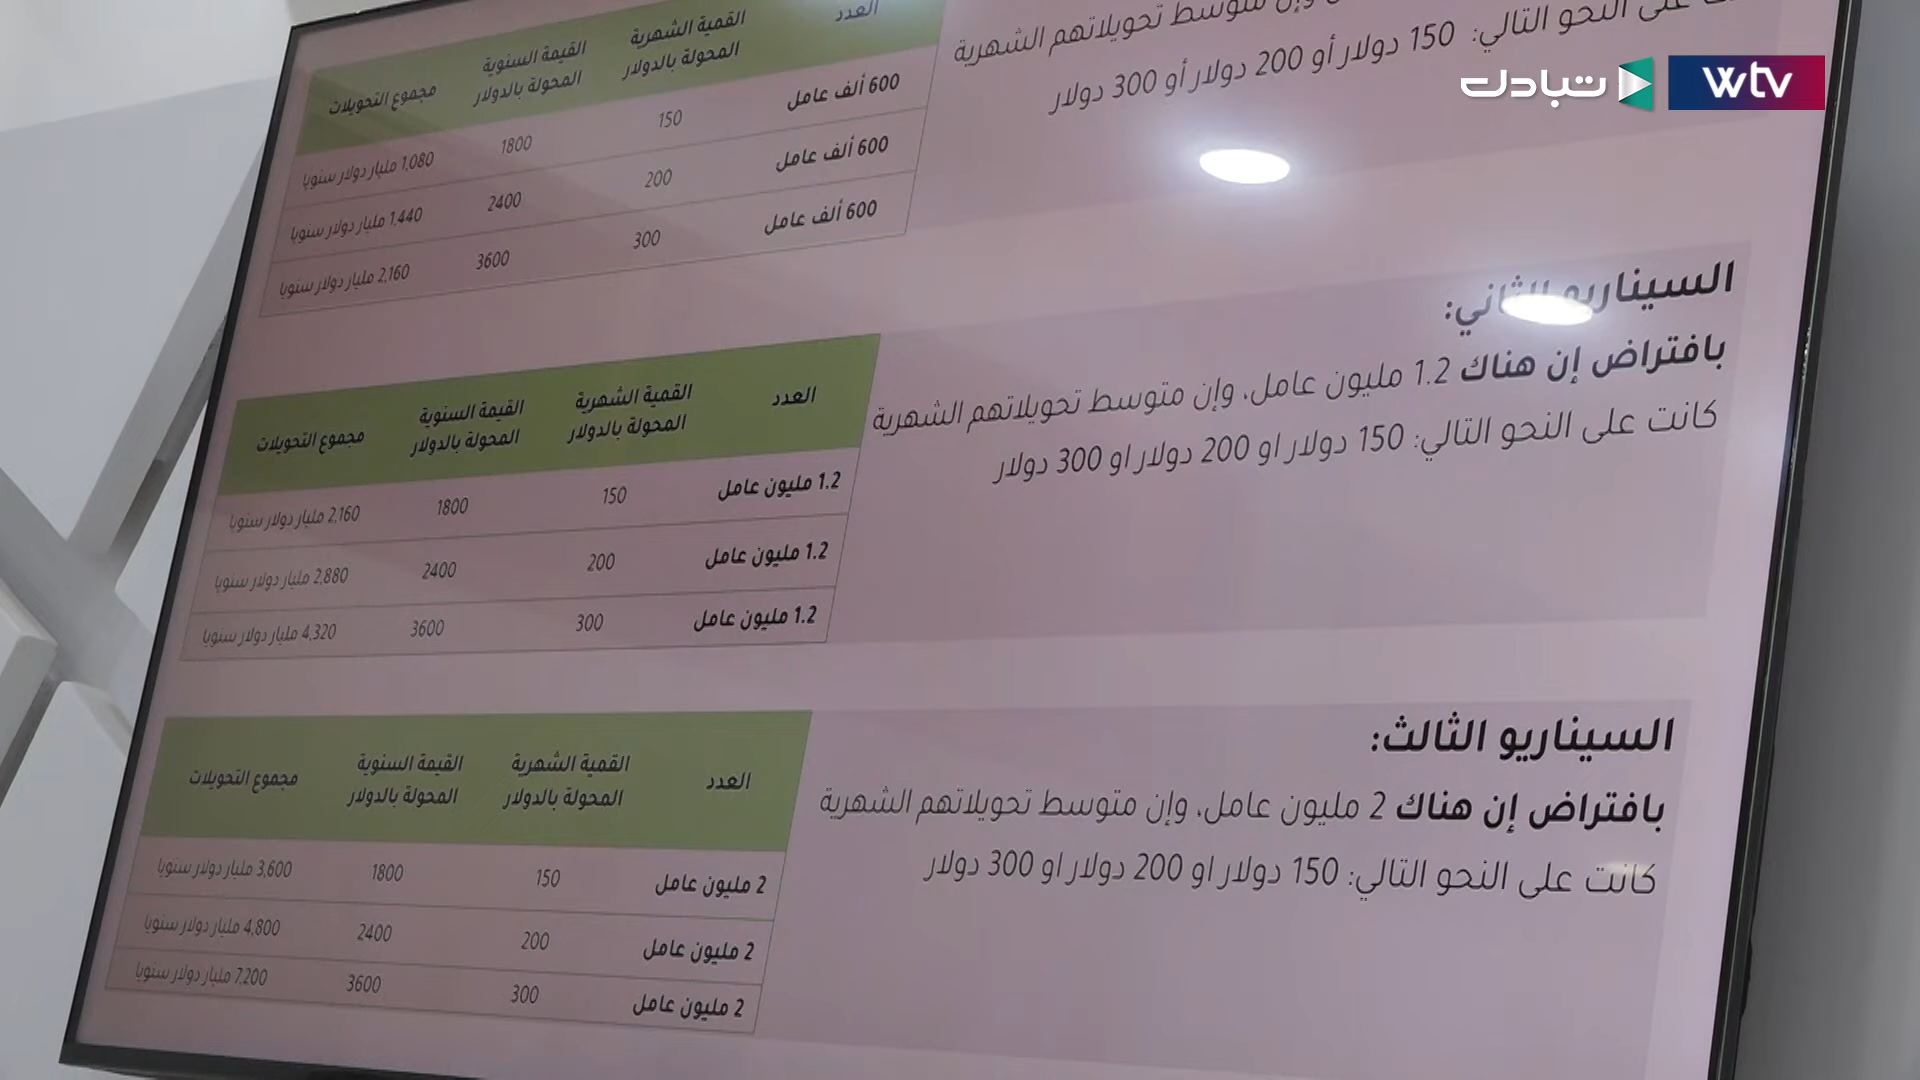 وإن متوسط تحويلاتهم الشهرية
على النحو التالي: 150 دولار أو 200 دولار أو 300 دولار
العدد القمية الشهرية المحولة بالدولار القيمة السنوية المحولة بالدولار مجموع التحويلات
600 ألف عامل 150 1800 1,080 مليار دولار سنويا
600 ألف عامل 200 2400 1,440 مليار دولار سنويا
600 ألف عامل 300 3600 2,160 مليار دولار سنويا
تبادل wtv
السيناريو الثاني:
بافتراض إن هناك 1.2 مليون عامل، وإن متوسط تحويلاتهم الشهرية
كانت على النحو التالي: 150 دولار او 200 دولار او 300 دولار
العدد القمية الشهرية المحولة بالدولار القيمة السنوية المحولة بالدولار مجموع التحويلات
1.2 مليون عامل 150 1800 2,160 مليار دولار سنويا
1.2 مليون عامل 200 2400 2,880 مليار دولار سنويا
1.2 مليون عامل 300 3600 4,320 مليار دولار سنويا
السيناريو الثالث:
بافتراض إن هناك 2 مليون عامل، وإن متوسط تحويلاتهم الشهرية
كانت على النحو التالي: 150 دولار او 200 دولار او 300 دولار
العدد القمية الشهرية المحولة بالدولار القيمة السنوية المحولة بالدولار مجموع التحويلات
2 مليون عامل 150 1800 3,600 مليار دولار سنويا
2 مليون عامل 200 2400 4,800 مليار دولار سنويا
2 مليون عامل 300 3600 7,200 مليار دولار سنويا